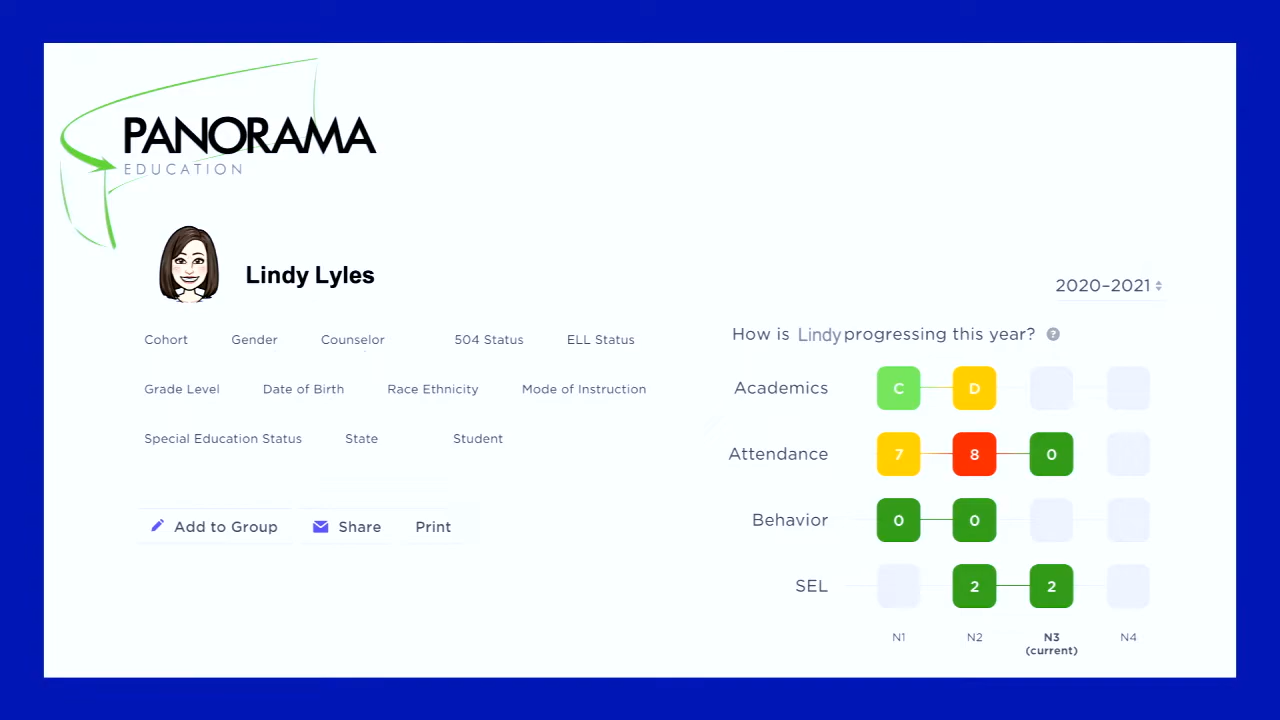 PANORAMA
EDUCATION
Lindy Lyles
2020–2021
Cohort Gender Counselor 504 Status ELL Status
Grade Level Date of Birth Race Ethnicity Mode of Instruction
Special Education Status State Student
Add to Group Share Print
How is Lindy progressing this year? ?
Academics C D
Attendance 7 8 0
Behavior 0 0
SEL 2 2
N1 N2 N3 N4
(current)